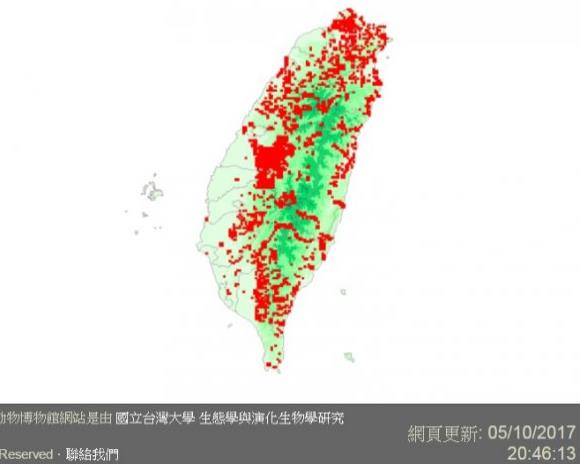 動物博物館網站是由 國立台灣大學 生態學與演化生物學研究
網頁更新: 05/10/2017
Reserved · 聯絡我們
20:46:13